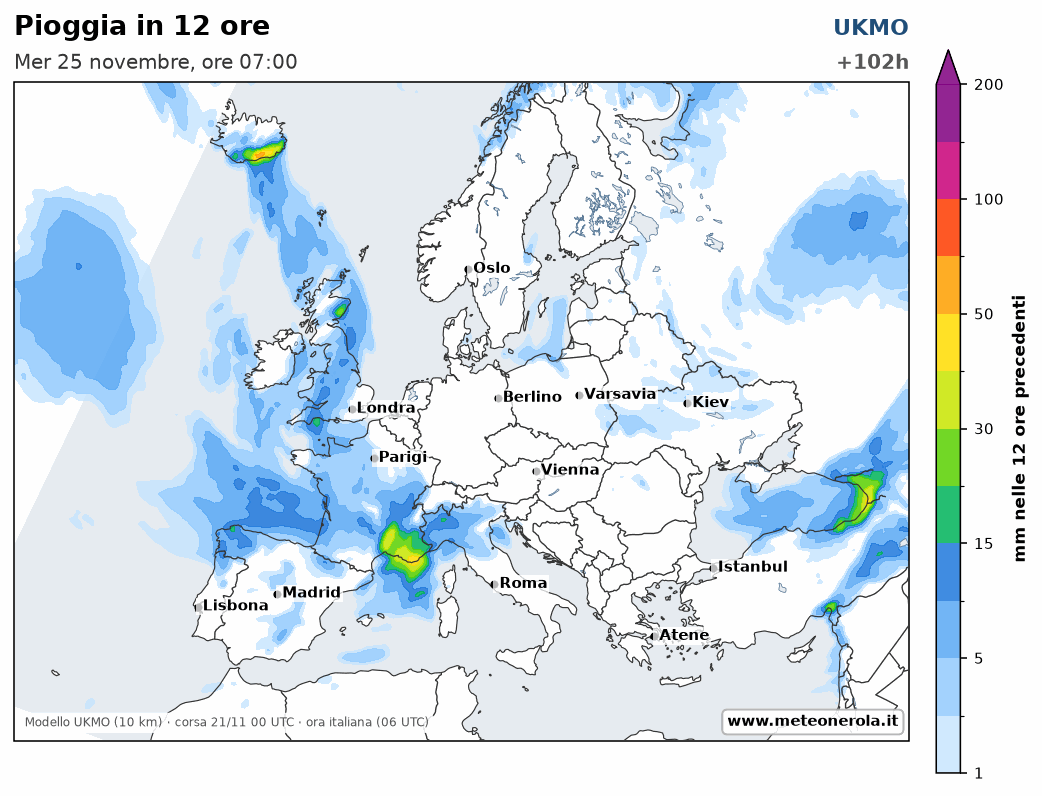 Pioggia in 12 ore
UKMO
Mer 25 novembre, ore 07:00
+102h
200
100
50
30
15
5
1
mm nelle 12 ore precedenti
Oslo
Berlino
Varsavia
Kiev
Londra
Parigi
Vienna
Istanbul
Roma
Madrid
Lisbona
Atene
Modello UKMO (10 km) · corsa 21/11 00 UTC · ora italiana (06 UTC)
www.meteonerola.it